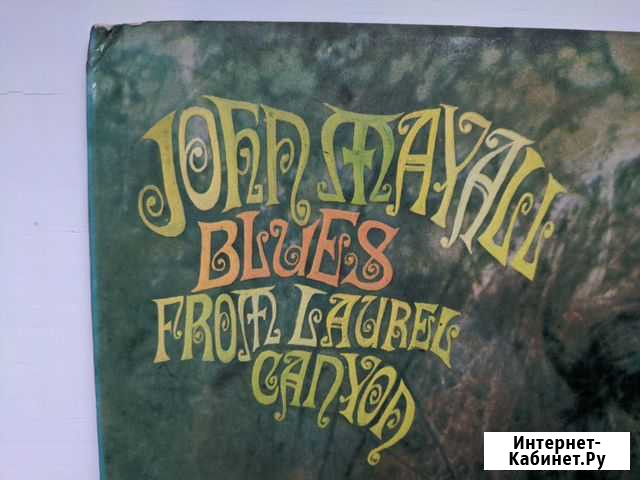 JOHN MAYALL
BLUES
FROM LAUREL
CANYON
Интернет-
Кабинет.Ру